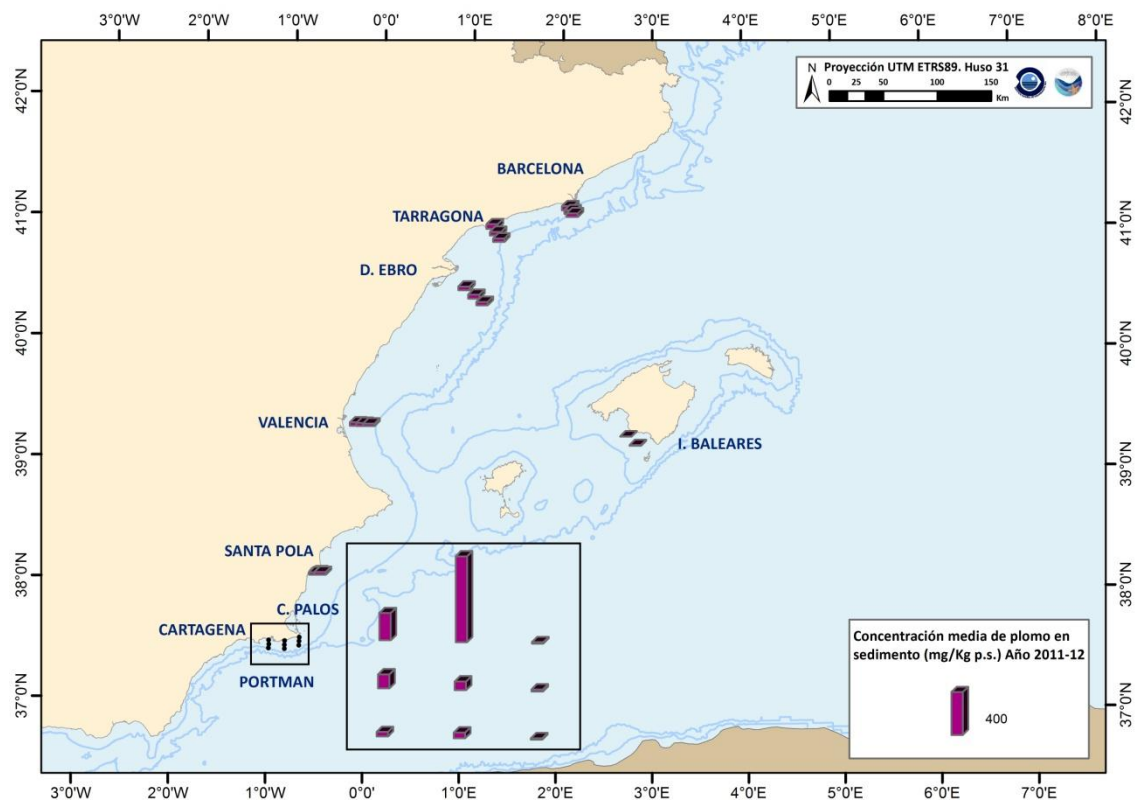 3°0'W 2°0'W 1°0'W 0°0' 1°0'E 2°0'E 3°0'E 4°0'E 5°0'E 6°0'E 7°0'E 8°0'E
N Proyección UTM ETRS89. Huso 31
0 25 50 100 150
Km
42°0'N 42°0'N
BARCELONA
41°0'N 41°0'N
TARRAGONA
D. EBRO
40°0'N 40°0'N
VALENCIA
I. BALEARES
39°0'N 39°0'N
SANTA POLA
38°0'N 38°0'N
C. PALOS
CARTAGENA
PORTMAN
Concentración media de plomo en
sedimento (mg/Kg p.s.) Año 2011-12
400
37°0'N 37°0'N
3°0'W 2°0'W 1°0'W 0°0' 1°0'E 2°0'E 3°0'E 4°0'E 5°0'E 6°0'E 7°0'E